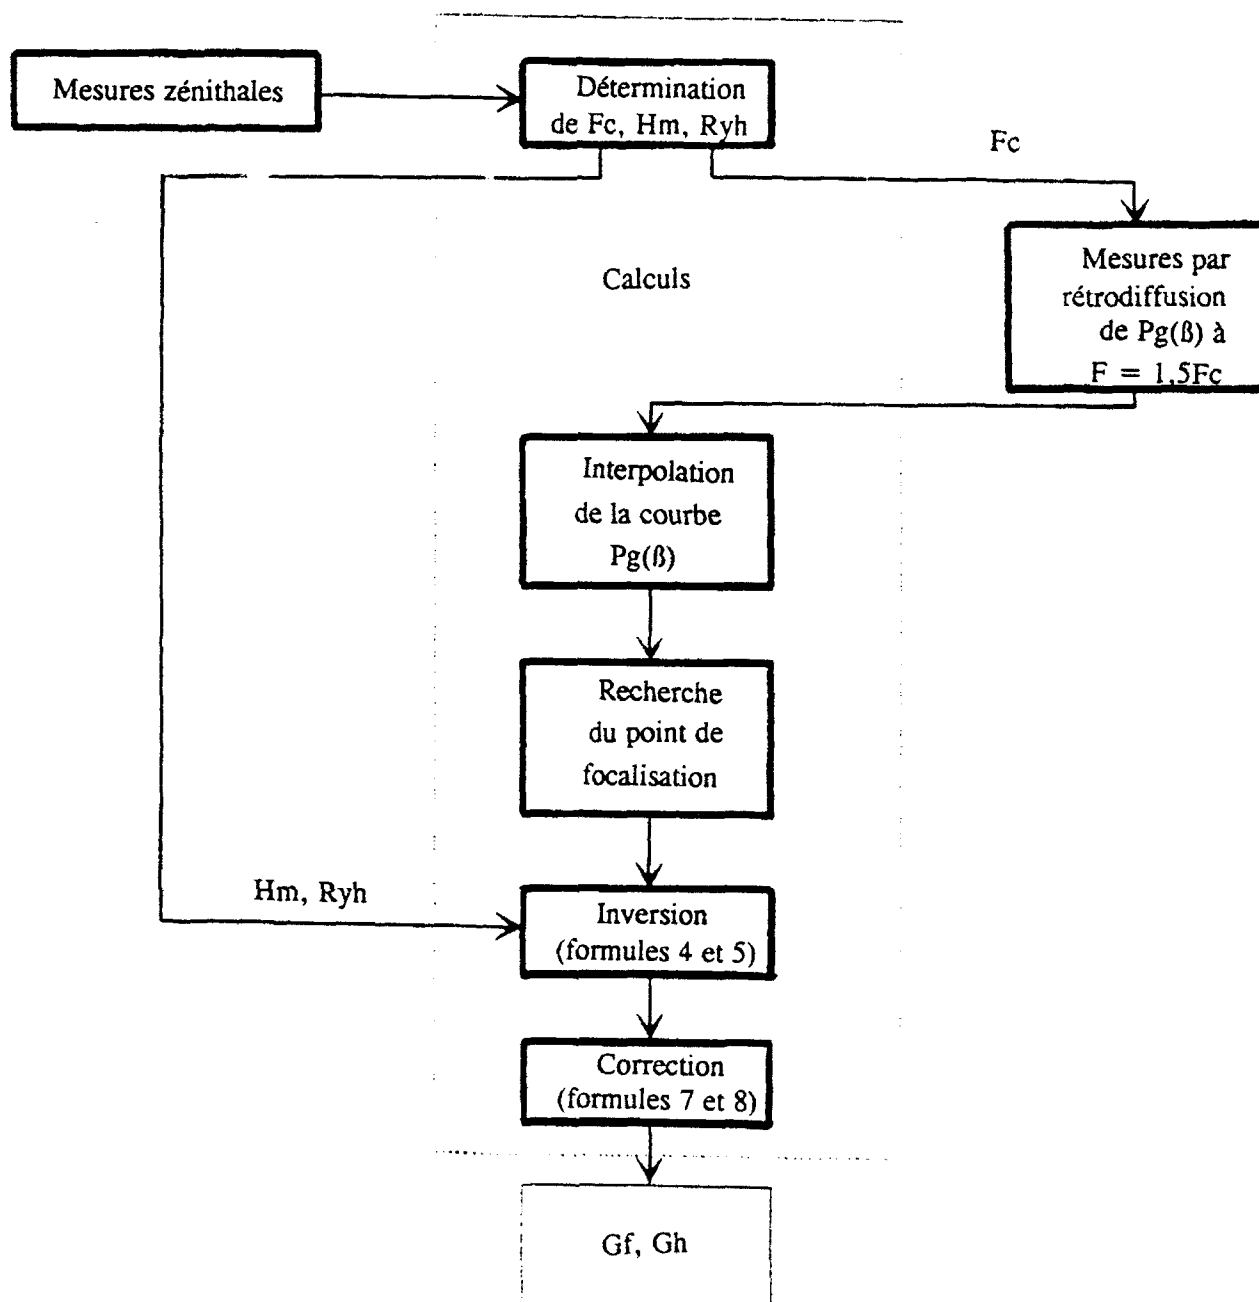 Mesures zénithales
Détermination
de Fc, Hm, Ryh
Fc
Mesures par
rétrodiffusion
de Pg(ß) à
F = 1,5Fc
Calculs
Interpolation
de la courbe
Pg(ß)
Recherche
du point de
focalisation
Hm, Ryh
Inversion
(formules 4 et 5)
Correction
(formules 7 et 8)
Gf, Gh